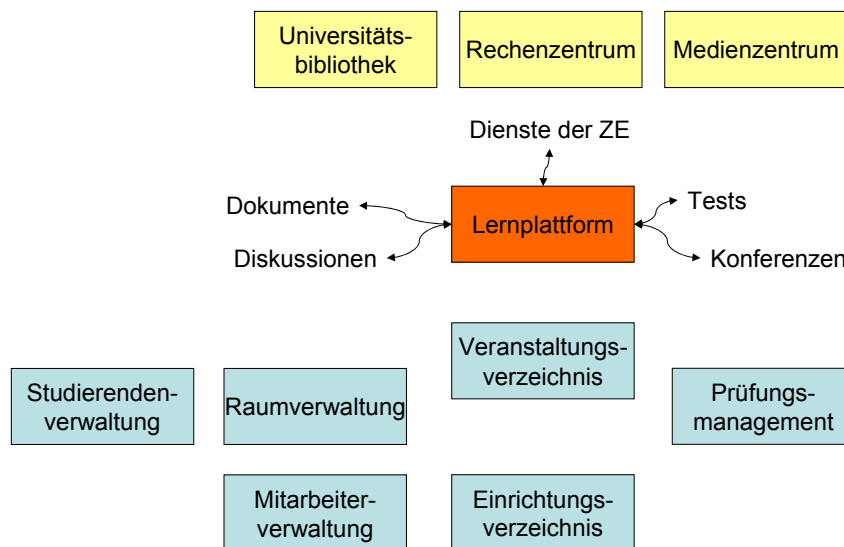 Universitäts-
bibliothek
Rechenzentrum
Medienzentrum
Dienste der ZE
Dokumente
Lernplattform
Tests
Diskussionen
Konferenzen
Veranstaltungs-
verzeichnis
Studierenden-
verwaltung
Raumverwaltung
Prüfungs-
management
Mitarbeiter-
verwaltung
Einrichtungs-
verzeichnis